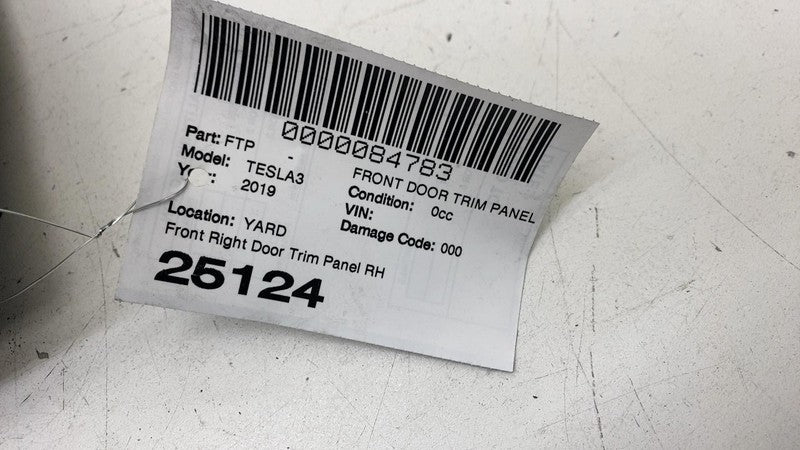 0000084783
Part: FTP - FRONT DOOR TRIM PANEL
Model: TESLA3 Condition: 0cc
2019 VIN:
Location: YARD Damage Code: 000
Front Right Door Trim Panel RH
25124